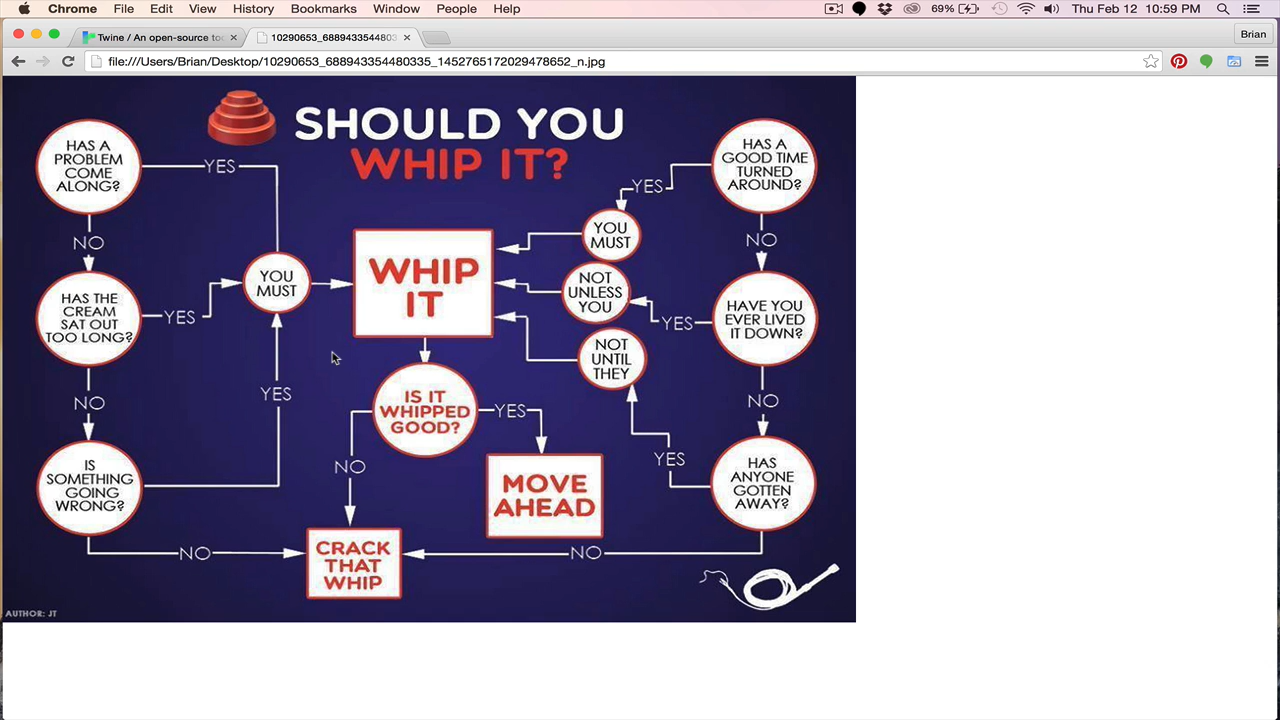 Chrome File Edit View History Bookmarks Window People Help 69% Thu Feb 12 10:59 PM
Twine / An open-source to
10290653_6889433544803
Brian
file:///Users/Brian/Desktop/10290653_688943354480335_1452765172029478652_n.jpg
SHOULD YOU
WHIP IT?
HAS A
PROBLEM
COME
ALONG?
YES
NO
HAS THE
CREAM
SAT OUT
TOO LONG?
YES
NO
IS
SOMETHING
GOING
WRONG?
YES
NO
YOU
MUST
WHIP
IT
IS IT
WHIPPED
GOOD?
YES
NO
MOVE
AHEAD
CRACK
THAT
WHIP
HAS A
GOOD TIME
TURNED
AROUND?
YES
YOU
MUST
NO
HAVE YOU
EVER LIVED
IT DOWN?
YES
NOT
UNLESS
YOU
NO
HAS
ANYONE
GOTTEN
AWAY?
YES
NOT
UNTIL
THEY
NO
AUTHOR: JT